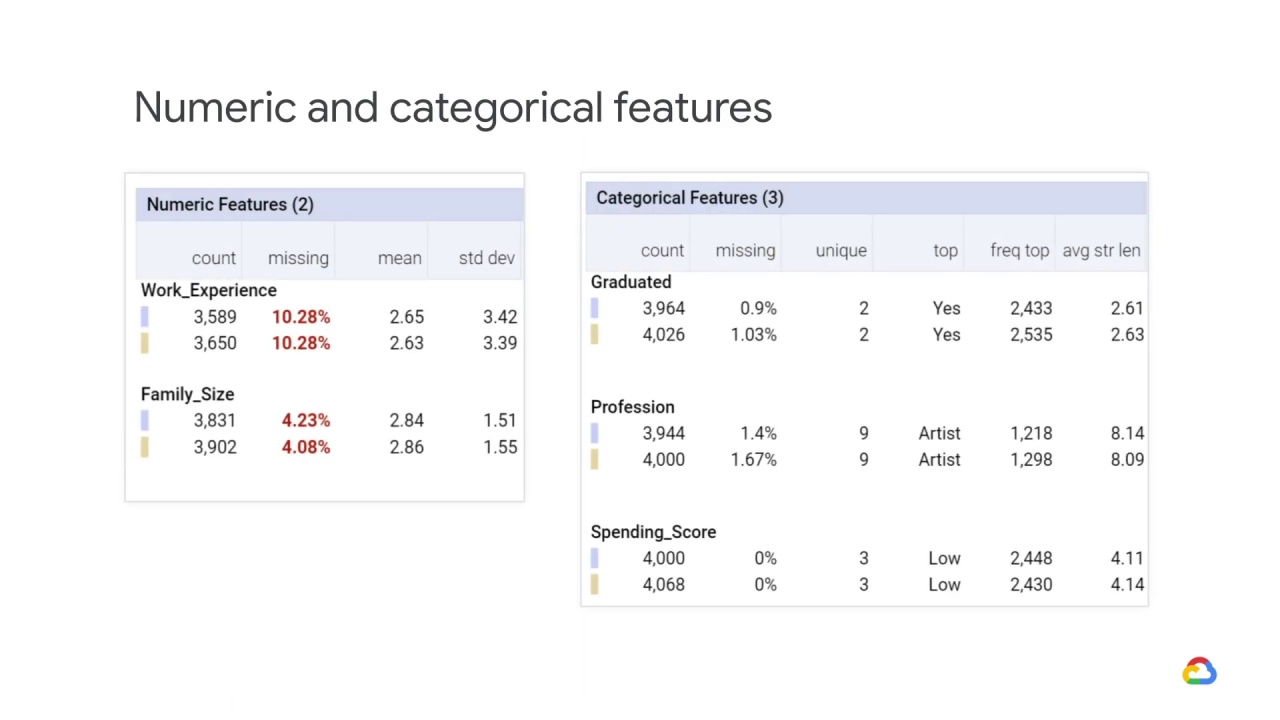 Numeric and categorical features
Numeric Features (2)
count missing mean std dev
Work_Experience
3,589 10.28% 2.65 3.42
3,650 10.28% 2.63 3.39
Family_Size
3,831 4.23% 2.84 1.51
3,902 4.08% 2.86 1.55
Categorical Features (3)
count missing unique top freq top avg str len
Graduated
3,964 0.9% 2 Yes 2,433 2.61
4,026 1.03% 2 Yes 2,535 2.63
Profession
3,944 1.4% 9 Artist 1,218 8.14
4,000 1.67% 9 Artist 1,298 8.09
Spending_Score
4,000 0% 3 Low 2,448 4.11
4,068 0% 3 Low 2,430 4.14